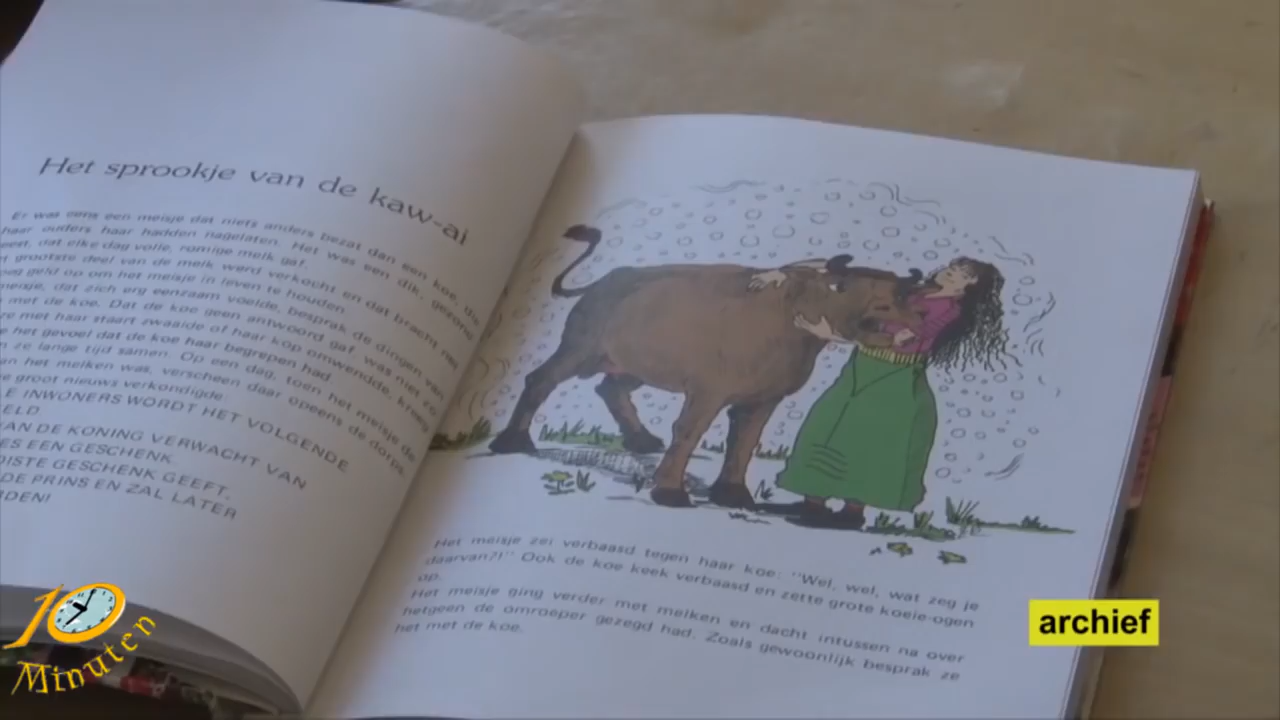 Het sprookje van de kaw-ai
Er was eens een meisje dat niets anders bezat dan een koe, die
haar ouders haar hadden nagelaten. Het was een dik, gezond
dat elke dag volle, romige melk gaf.
grootste deel van de melk werd verkocht en dat bracht net
geld op om het meisje in leven te houden.
meisje, dat zich erg eenzaam voelde, besprak de dingen van
met de koe. Dat de koe geen antwoord gaf, was niet zo
met haar staart zwaaide of haar kop omwendde, kreeg
het gevoel dat de koe haar begrepen had.
ze lange tijd samen. Op een dag, toen het meisje de
het melken was, verscheen daar opeens de dorps
groot nieuws verkondigde:
E INWONERS WORDT HET VOLGENDE
ELD
AN DE KONING VERWACHT VAN
ES EEN GESCHENK.
OISTE GESCHENK GEEFT,
DE PRINS EN ZAL LATER
RDEN!
Het meisje zei verbaasd tegen haar koe: "Wel, wel, wat zeg je
daarvan?!" Ook de koe keek verbaasd en zette grote koeie-ogen
op.
Het meisje ging verder met melken en dacht intussen na over
hetgeen de omroeper gezegd had. Zoals gewoonlijk besprak ze
het met de koe.
archief
10
Minuten